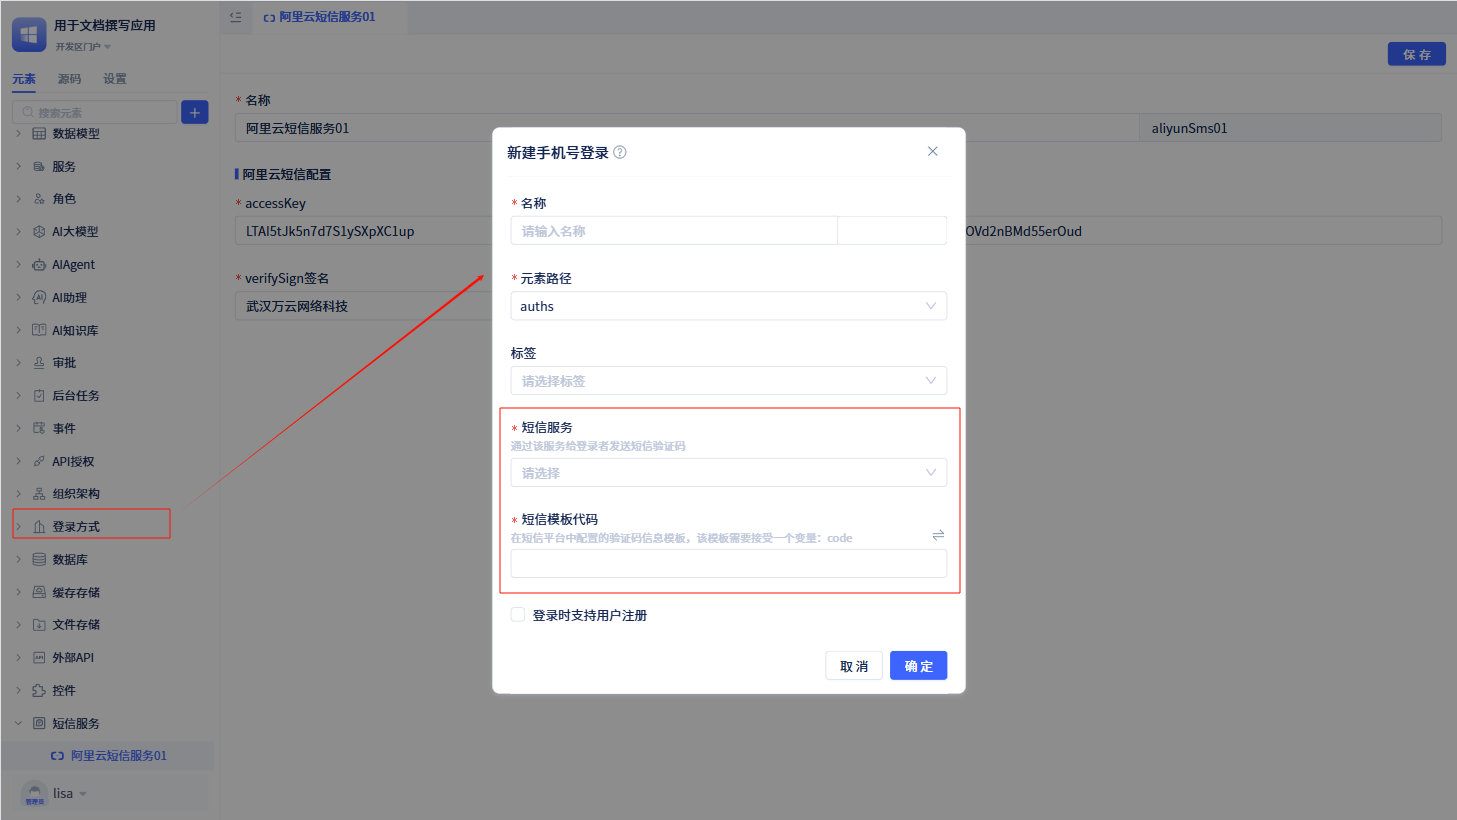 用于文档撰写应用
开发区门户
元素 源码 设置
搜索元素
数据模型
服务
角色
AI大模型
AIAgent
AI助理
AI知识库
审批
后台任务
事件
API授权
组织架构
登录方式
数据库
缓存存储
文件存储
外部API
控件
短信服务
阿里云短信服务01
管理员
lisa
阿里云短信服务01
保 存
* 名称
阿里云短信服务01 aliyunSms01
阿里云短信配置
* accessKey
LTAI5tJk5n7d7S1ySXpXC1up
OVd2nBMd55erOud
* verifySign签名
武汉万云网络科技
新建手机号登录
* 名称
请输入名称
* 元素路径
auths
标签
请选择标签
* 短信服务
通过该服务给登录者发送短信验证码
请选择
* 短信模板代码
在短信平台中配置的验证码信息模板，该模板需要接受一个变量：code
登录时支持用户注册
取 消 确 定